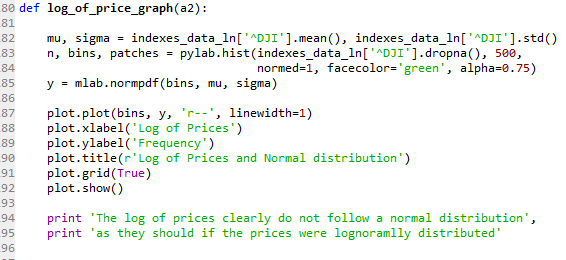 80 def log_of_price_graph(a2):
81
82     mu, sigma = indexes_data_ln['^DJI'].mean(), indexes_data_ln['^DJI'].std()
83     n, bins, patches = pylab.hist(indexes_data_ln['^DJI'].dropna(), 500,
84                                   normed=1, facecolor='green', alpha=0.75)
85     y = mlab.normpdf(bins, mu, sigma)
86
87     plot.plot(bins, y, 'r--', linewidth=1)
88     plot.xlabel('Log of Prices')
89     plot.ylabel('Frequency')
90     plot.title(r'Log of Prices and Normal distribution')
91     plot.grid(True)
92     plot.show()
93
94     print 'The log of prices clearly do not follow a normal distribution',
95     print 'as they should if the prices were lognoramlly distributed'
96